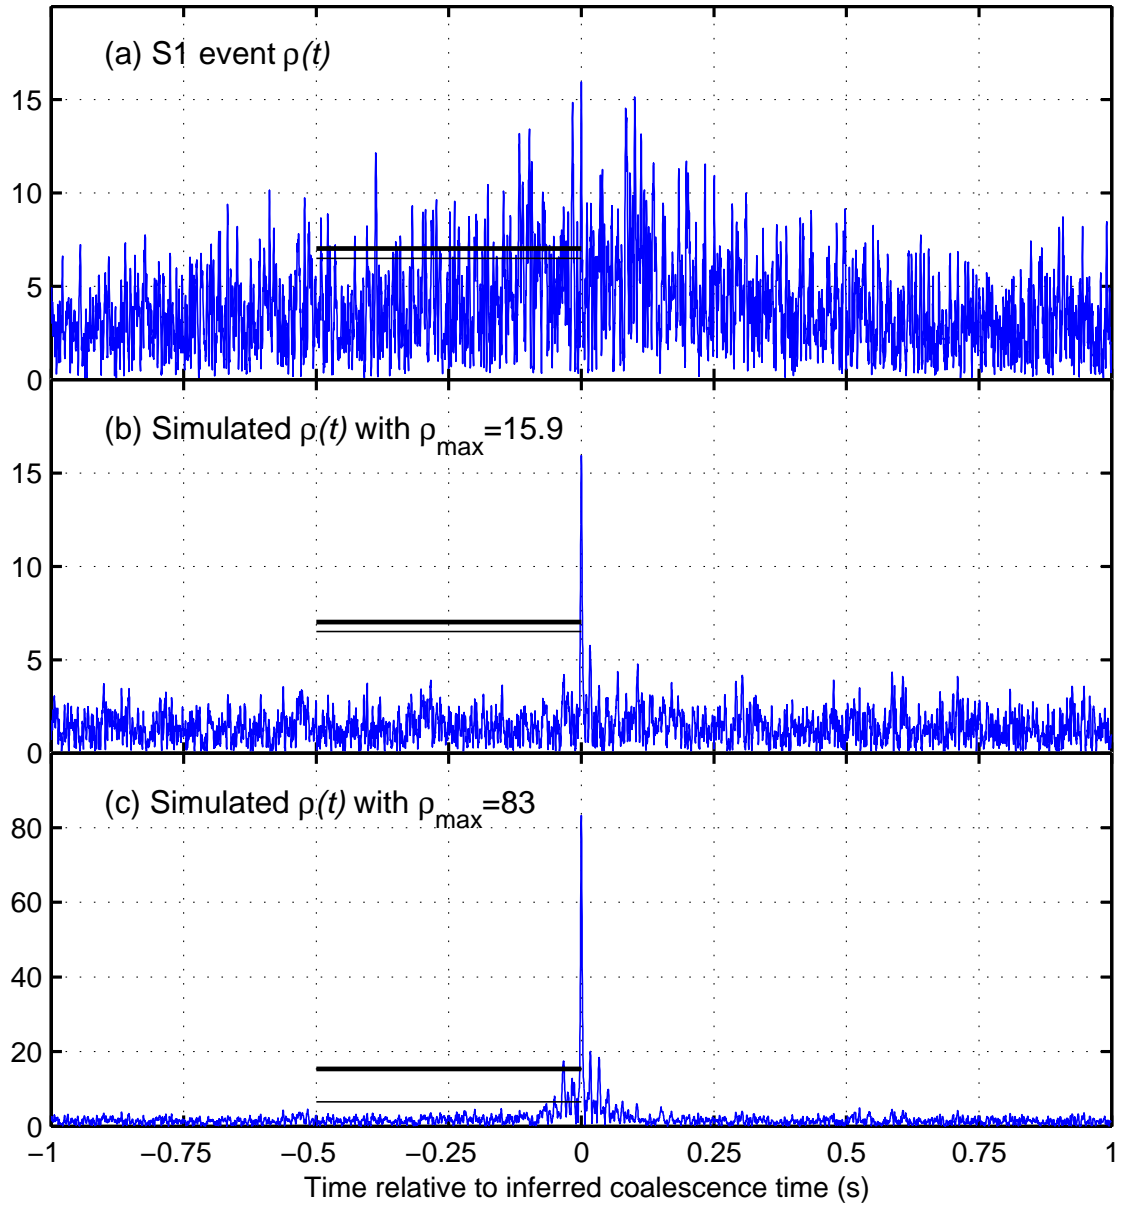 (a) S1 event ρ(t)
15
10
5
0
(b) Simulated ρ(t) with ρmax=15.9
15
10
5
0
(c) Simulated ρ(t) with ρmax=83
80
60
40
20
0
−1 −0.75 −0.5 −0.25 0 0.25 0.5 0.75 1
Time relative to inferred coalescence time (s)